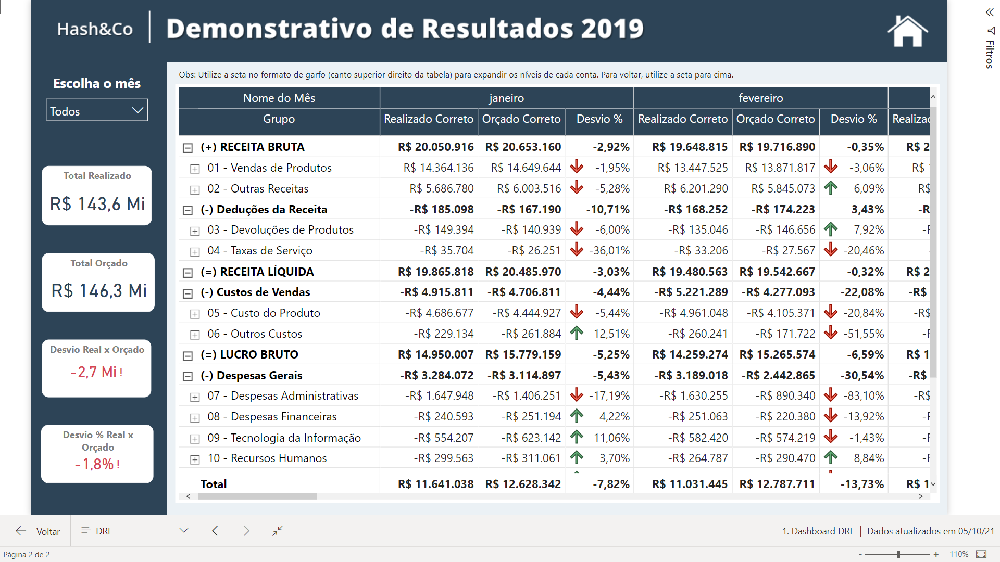 Hash&Co
Demonstrativo de Resultados 2019
Filtros
Escolha o mês
Todos
Total Realizado
R$ 143,6 Mi
Total Orçado
R$ 146,3 Mi
Desvio Real x Orçado
-2,7 Mi !
Desvio % Real x
Orçado
-1,8% !
Obs: Utilize a seta no formato de garfo (canto superior direito da tabela) para expandir os níveis de cada conta. Para voltar, utilize a seta para cima.
Nome do Mês janeiro fevereiro
Grupo Realizado Correto Orçado Correto Desvio % Realizado Correto Orçado Correto Desvio %
(+) RECEITA BRUTA R$ 20.050.916 R$ 20.653.160 -2,92% R$ 19.648.815 R$ 19.716.890 -0,35% R$ 2
01 - Vendas de Produtos R$ 14.364.136 R$ 14.649.644 -1,95% R$ 13.447.525 R$ 13.871.817 -3,06% R$
02 - Outras Receitas R$ 5.686.780 R$ 6.003.516 -5,28% R$ 6.201.290 R$ 5.845.073 6,09% R$
(-) Deduções da Receita -R$ 185.098 -R$ 167.190 -10,71% -R$ 168.252 -R$ 174.223 3,43% -R
03 - Devoluções de Produtos -R$ 149.394 -R$ 140.939 -6,00% -R$ 135.046 -R$ 146.656 7,92%
04 - Taxas de Serviço -R$ 35.704 -R$ 26.251 -36,01% -R$ 33.206 -R$ 27.567 -20,46%
(=) RECEITA LÍQUIDA R$ 19.865.818 R$ 20.485.970 -3,03% R$ 19.480.563 R$ 19.542.667 -0,32% R$ 2
(-) Custos de Vendas -R$ 4.915.811 -R$ 4.706.811 -4,44% -R$ 5.221.289 -R$ 4.277.093 -22,08% -R$
05 - Custo do Produto -R$ 4.686.677 -R$ 4.444.927 -5,44% -R$ 4.961.048 -R$ 4.105.371 -20,84% -R$
06 - Outros Custos -R$ 229.134 -R$ 261.884 12,51% -R$ 260.241 -R$ 171.722 -51,55%
(=) LUCRO BRUTO R$ 14.950.007 R$ 15.779.159 -5,25% R$ 14.259.274 R$ 15.265.574 -6,59% R$ 1
(-) Despesas Gerais -R$ 3.284.072 -R$ 3.114.897 -5,43% -R$ 3.189.018 -R$ 2.442.865 -30,54% -R$
07 - Despesas Administrativas -R$ 1.647.948 -R$ 1.406.251 -17,19% -R$ 1.630.255 -R$ 890.340 -83,10% -R$
08 - Despesas Financeiras -R$ 240.593 -R$ 251.194 4,22% -R$ 251.063 -R$ 220.380 -13,92%
09 - Tecnologia da Informação -R$ 554.207 -R$ 623.142 11,06% -R$ 582.420 -R$ 574.219 -1,43%
10 - Recursos Humanos -R$ 299.563 -R$ 311.061 3,70% -R$ 264.787 -R$ 290.470 8,84%
Total R$ 11.641.038 R$ 12.628.342 -7,82% R$ 11.031.445 R$ 12.787.711 -13,73% R$ 1
Voltar
DRE
1. Dashboard DRE | Dados atualizados em 05/10/21
Página 2 de 2
- + 110%